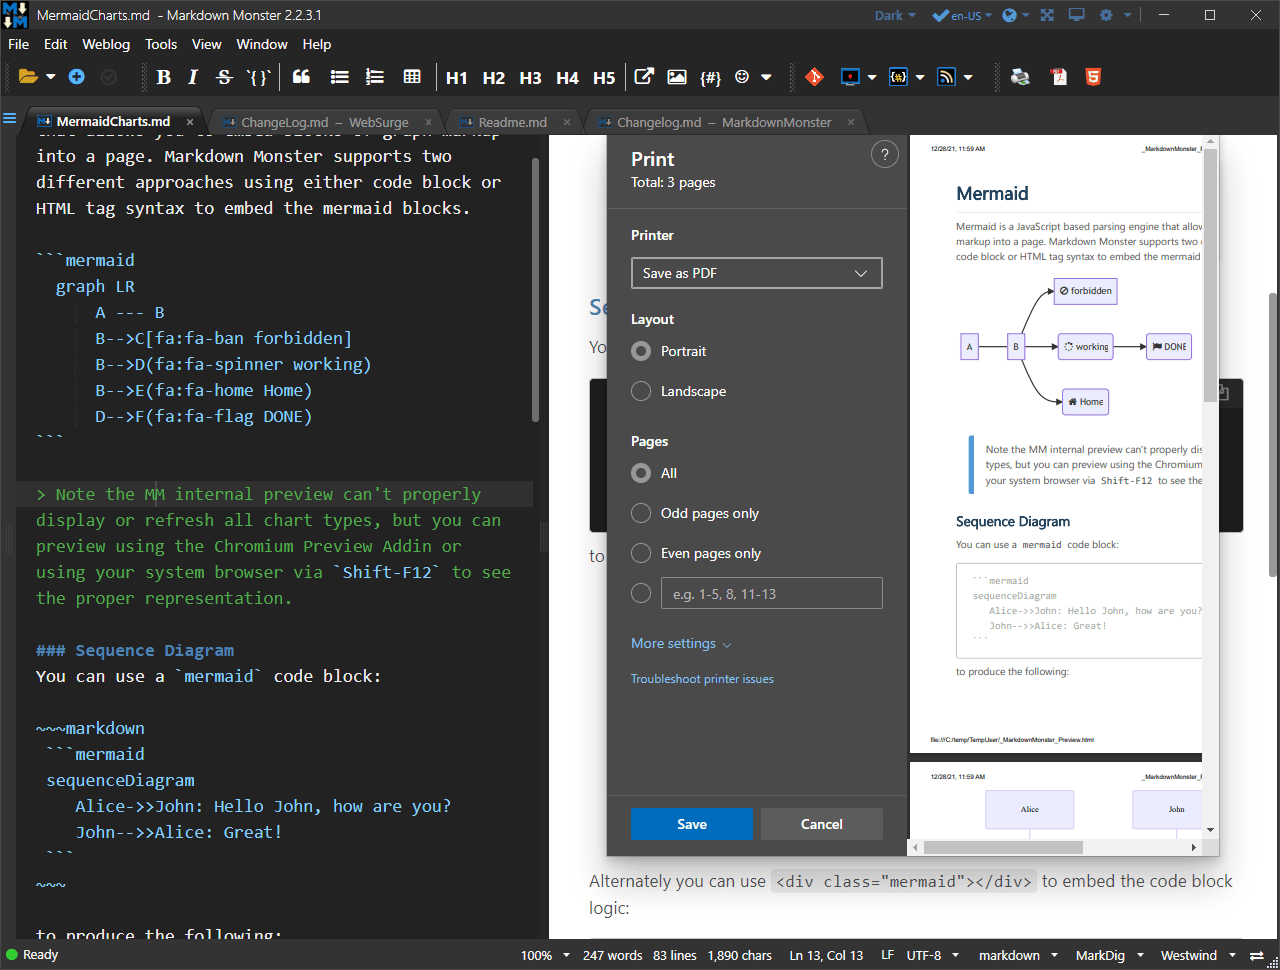 MermaidCharts.md - Markdown Monster 2.2.3.1
Dark en-US
File Edit Weblog Tools View Window Help
B I S `{}` H1 H2 H3 H4 H5 {#}
MermaidCharts.md × ChangeLog.md – WebSurge × Readme.md × Changelog.md – MarkdownMonster ×
into a page. Markdown Monster supports two
different approaches using either code block or
HTML tag syntax to embed the mermaid blocks.
```mermaid
graph LR
A --- B
B-->C[fa:fa-ban forbidden]
B-->D(fa:fa-spinner working)
B-->E(fa:fa-home Home)
D-->F(fa:fa-flag DONE)
```
> Note the MM internal preview can't properly
display or refresh all chart types, but you can
preview using the Chromium Preview Addin or
using your system browser via `Shift-F12` to see
the proper representation.
### Sequence Diagram
You can use a `mermaid` code block:
~~~markdown
```mermaid
sequenceDiagram
Alice->>John: Hello John, how are you?
John-->>Alice: Great!
```
~~~
to produce the following:
Se
Yo
to
Print
Total: 3 pages
?
Printer
Save as PDF
Layout
Portrait
Landscape
Pages
All
Odd pages only
Even pages only
e.g. 1-5, 8, 11-13
More settings
Troubleshoot printer issues
Save Cancel
12/28/21, 11:59 AM _MarkdownMonster_
Mermaid
Mermaid is a JavaScript based parsing engine that allow
markup into a page. Markdown Monster supports two
code block or HTML tag syntax to embed the mermaid
forbidden
A B working DONE
Home
Note the MM internal preview can't properly dis
types, but you can preview using the Chromium
your system browser via Shift-F12 to see the
Sequence Diagram
You can use a mermaid code block:
```mermaid
sequenceDiagram
Alice->>John: Hello John, how are you?
John-->>Alice: Great!
```
to produce the following:
file:///C:/temp/TempUser/_MarkdownMonster_Preview.html
12/28/21, 11:59 AM _MarkdownMonster_
Alice John
Alternately you can use <div class="mermaid"></div> to embed the code block
logic:
Ready 100% 247 words 83 lines 1,890 chars Ln 13, Col 13 LF UTF-8 markdown MarkDig Westwind